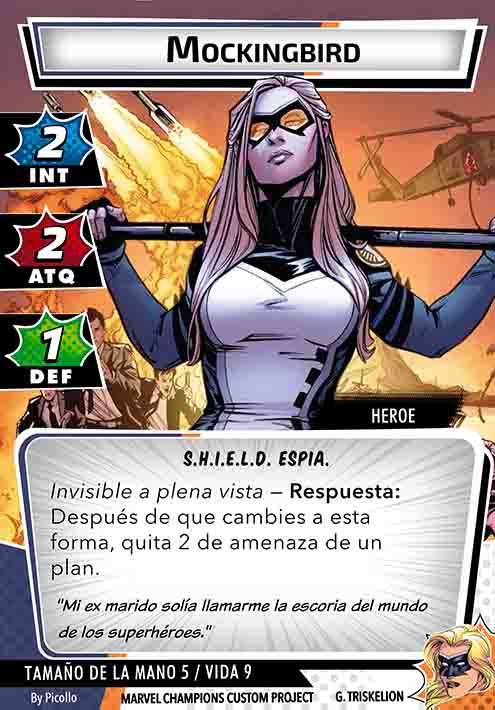 MOCKINGBIRD
2
INT
2
ATQ
1
DEF
HEROE
S.H.I.E.L.D. ESPIA.
Invisible a plena vista – Respuesta:
Después de que cambies a esta
forma, quita 2 de amenaza de un
plan.
"Mi ex marido solía llamarme la escoria del mundo
de los superhéroes."
TAMAÑO DE LA MANO 5 / VIDA 9
By Picollo MARVEL CHAMPIONS CUSTOM PROJECT G. TRISKELION